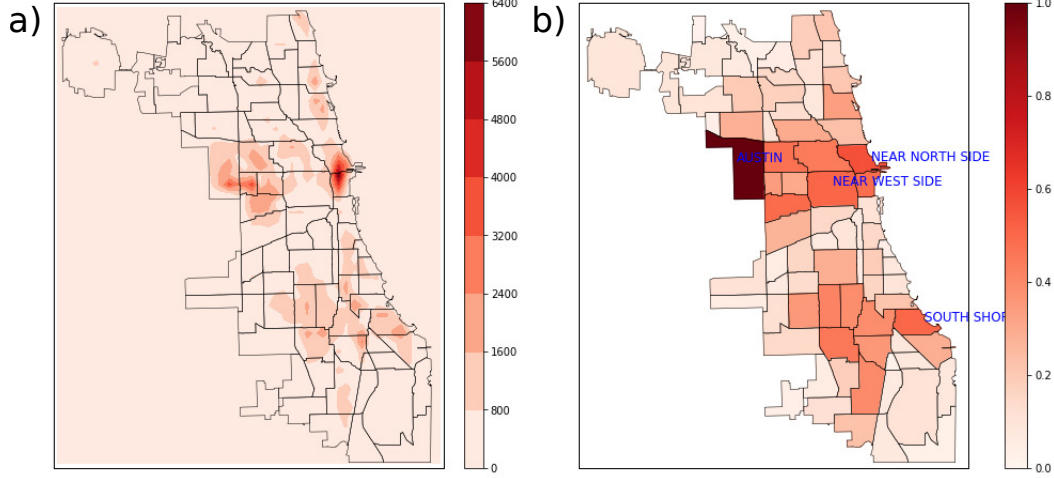 a)
6400
5600
4800
4000
3200
2400
1600
800
0
b)
AUSTIN
NEAR NORTH SIDE
NEAR WEST SIDE
SOUTH SHOR
1.0
0.8
0.6
0.4
0.2
0.0